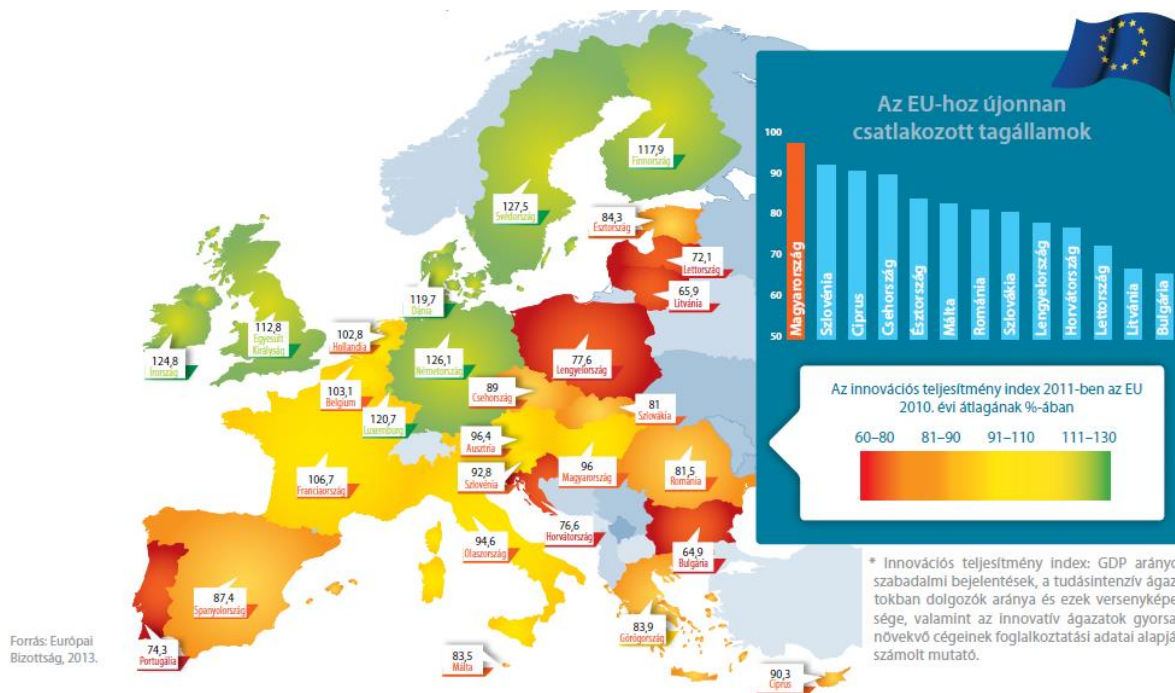 117,9
Finnország
127,5
Svédország
84,3
Észtország
72,1
Lettország
65,9
Litvánia
119,7
Dánia
112,8
Egyesült
Királyság
124,8
Írország
102,8
Hollandia
126,1
Németország
77,6
Lengyelország
103,1
Belgium
89
Csehország
120,7
Luxemburg
81
Szlovákia
96,4
Ausztria
92,8
Szlovénia
96
Magyarország
81,5
Románia
106,7
Franciaország
76,6
Horvátország
94,6
Olaszország
64,9
Bulgária
87,4
Spanyolország
83,9
Görögország
74,3
Portugália
83,5
Málta
90,3
Ciprus
Forrás: Európai
Bizottság, 2013.
Az EU-hoz újonnan
csatlakozott tagállamok
100
90
80
70
60
50
Magyarország
Szlovénia
Ciprus
Csehország
Észtország
Málta
Románia
Szlovákia
Lengyelország
Horvátország
Lettország
Litvánia
Bulgária
Az innovációs teljesítmény index 2011-ben az EU
2010. évi átlagának %-ában
60–80 81–90 91–110 111–130
* Innovációs teljesítmény index: GDP arányo
szabadalmi bejelentések, a tudásintenzív ágaz
tokban dolgozók aránya és ezek versenyképe
sége, valamint az innovatív ágazatok gyorsa
növekvő cégeinek foglalkoztatási adatai alapjá
számolt mutató.